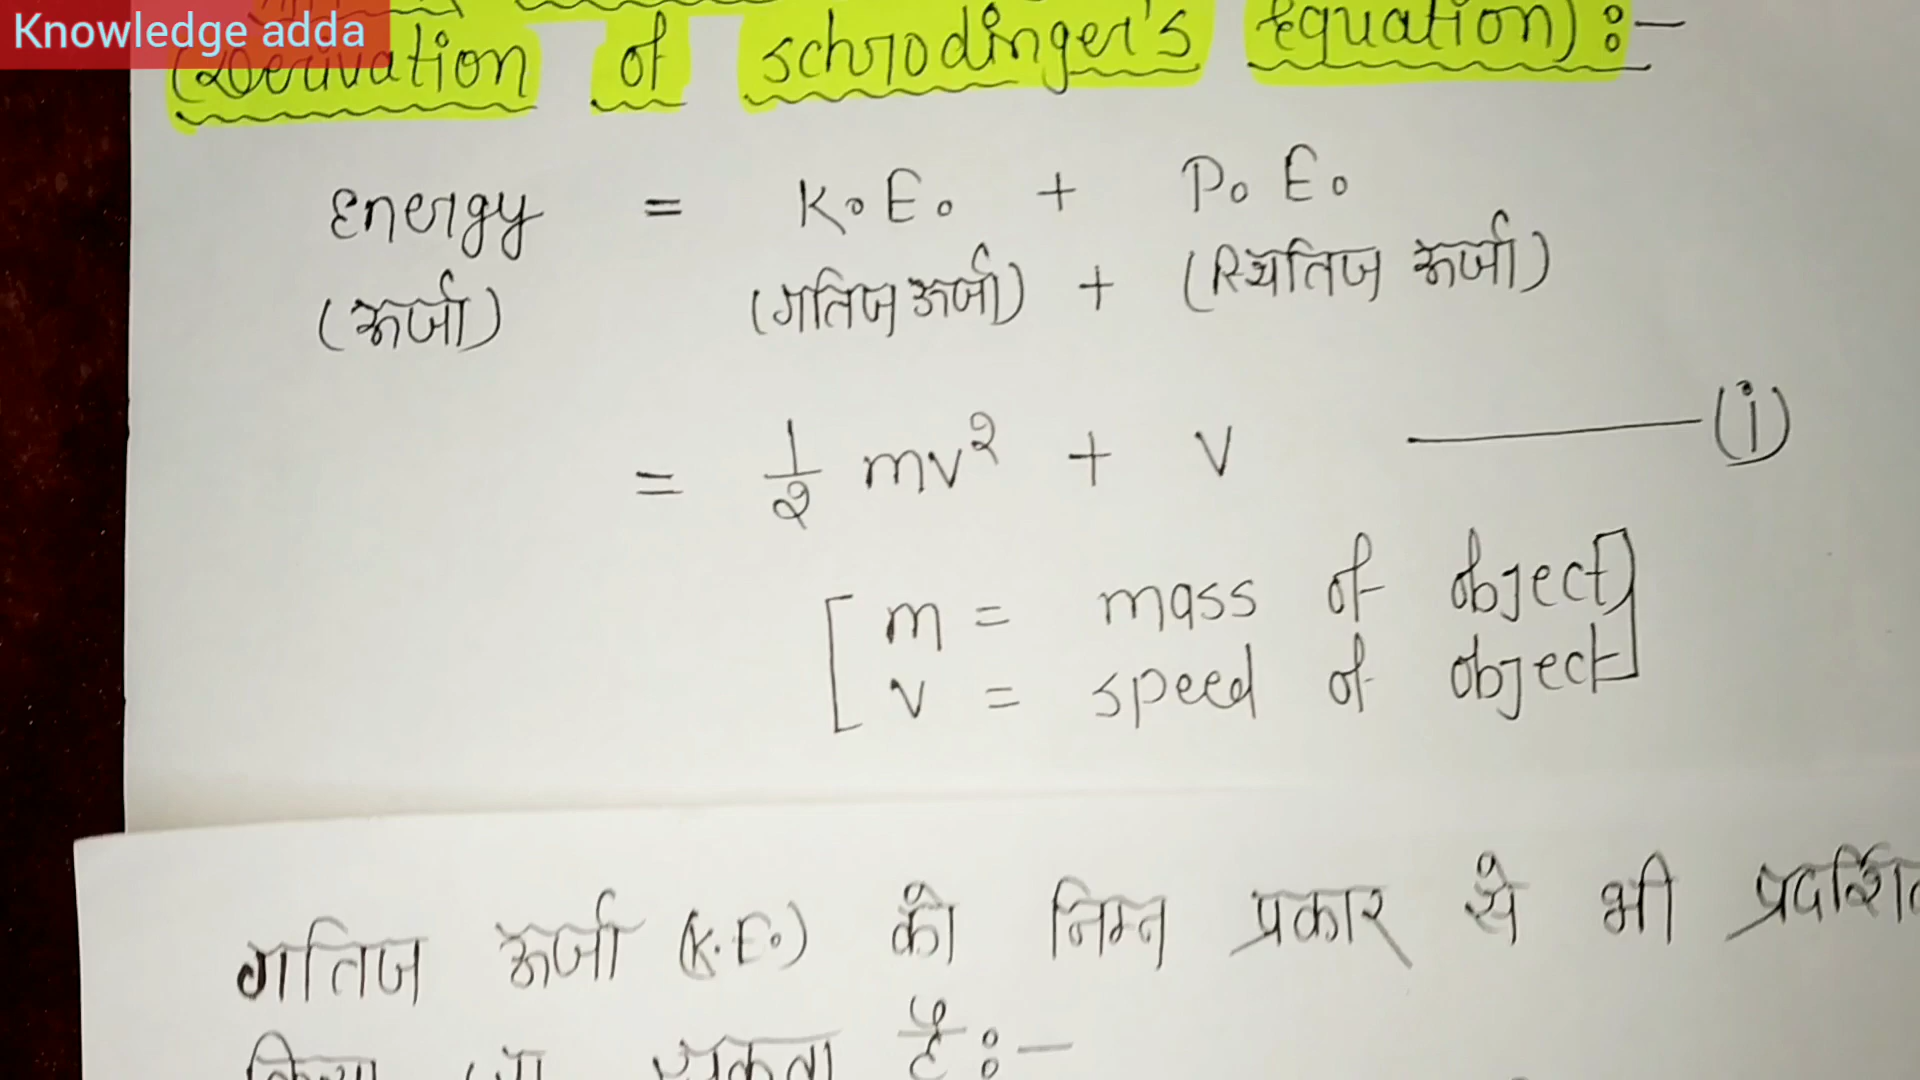 Knowledge adda
(Derivation of schrodinger's Equation):-
Energy = K.E. + P.E.
(ऊर्जा) (गतिज ऊर्जा) + (स्थितिज ऊर्जा)
= 1/2 mv² + V ——— (i)
[ m = mass of object
v = speed of object ]
गतिज ऊर्जा (K.E.) को निम्न प्रकार से भी
किया जा सकता है :-